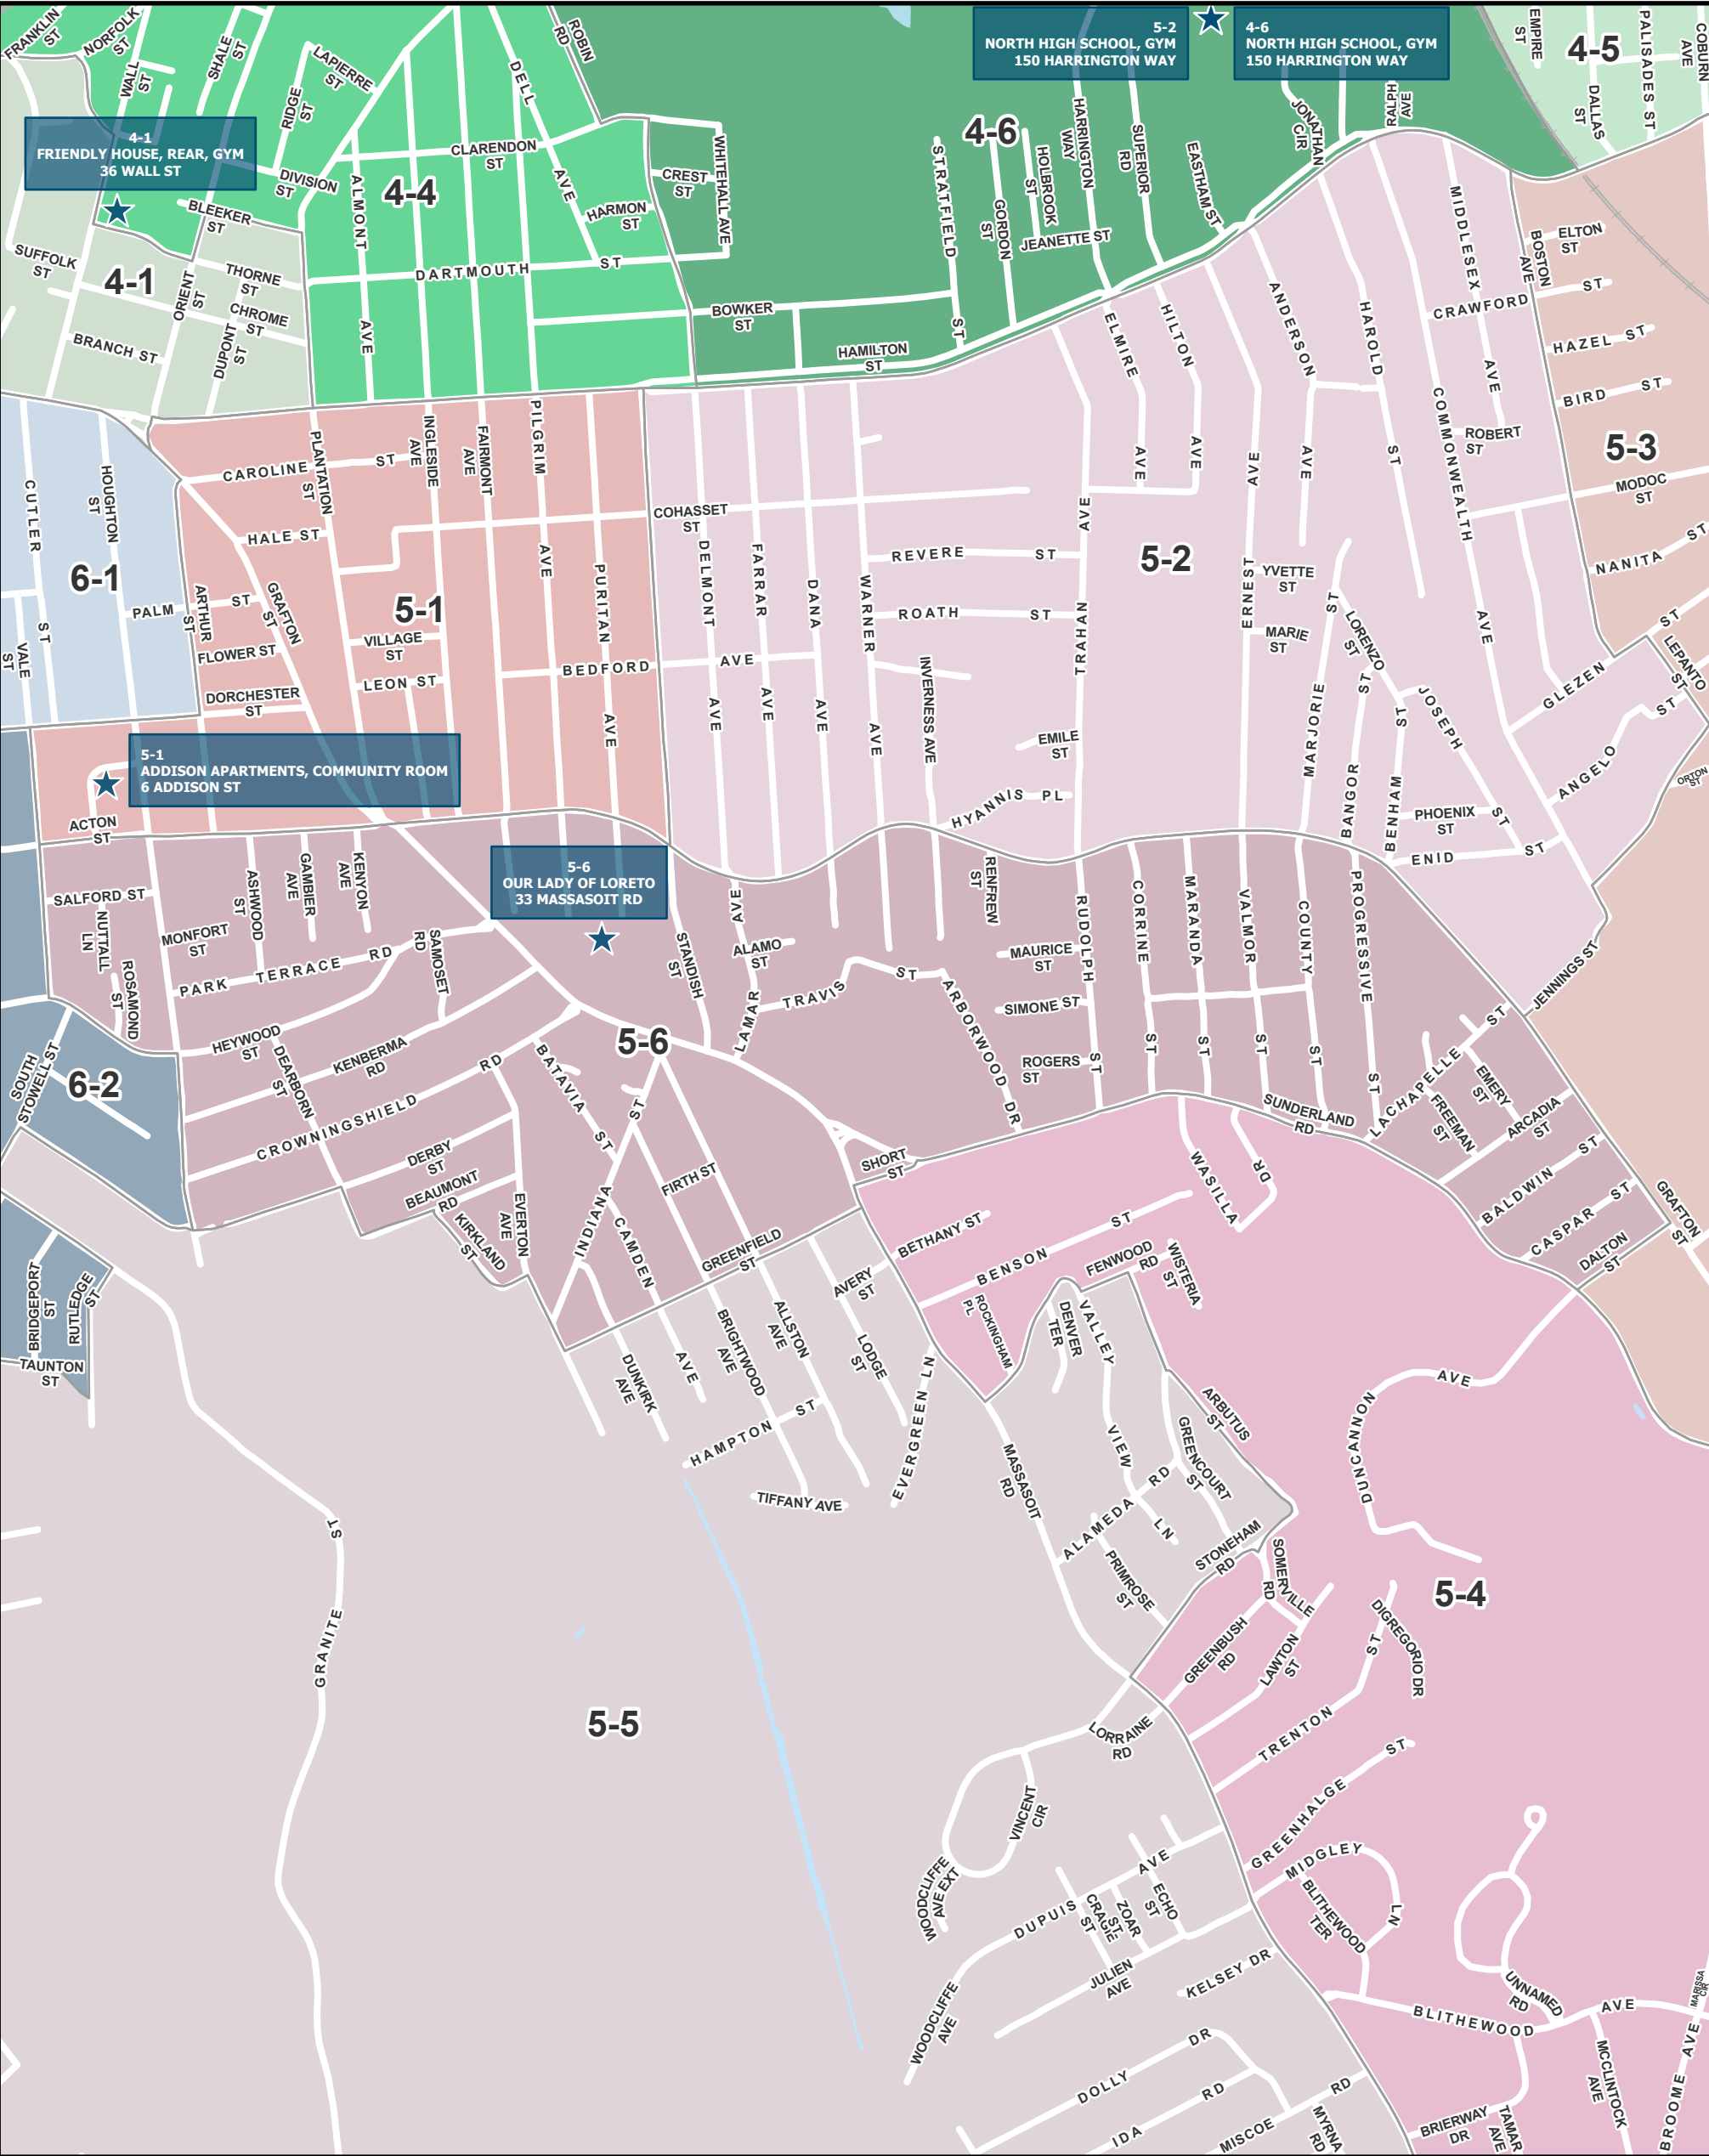 FRANKLIN
ST
NORFOLK
ST
WALL
ST
SHALE
ST
LAPIERRE
ST
RIDGE
ST
DELL
AVE
ROBIN
RD
5-2
NORTH HIGH SCHOOL, GYM
150 HARRINGTON WAY
4-6
NORTH HIGH SCHOOL, GYM
150 HARRINGTON WAY
EMPIRE
ST
4-5
PALISADES ST
COBURN
AVE
DALLAS
ST
4-1
FRIENDLY HOUSE, REAR, GYM
36 WALL ST
DIVISION
ST
CLARENDON
ST
4-4
ALMONT
AVE
CREST
ST
WHITEHALL AVE
HARMON
ST
BLEEKER
ST
DARTMOUTH
ST
4-6
STRATFIELD
ST
GORDON
ST
HOLBROOK
ST
HARRINGTON
WAY
SUPERIOR
RD
EASTHAM ST
JEANETTE ST
JONATHAN
CIR
RALPH
AVE
MIDDLESEX
AVE
BOSTON
AVE
ELTON
ST
SUFFOLK
ST
4-1
ORIENT
ST
THORNE
ST
CHROME
ST
DUPONT
ST
BRANCH ST
BOWKER
ST
HAMILTON
ST
ELMIRE
AVE
HILTON
AVE
ANDERSON
AVE
HAROLD
ST
CRAWFORD
ST
HAZEL ST
BIRD
ST
COMMONWEALTH
AVE
ROBERT
ST
5-3
MODOC
ST
NANITA
ST
CUTLER
ST
HOUGHTON
ST
6-1
CAROLINE
ST
PLANTATION
ST
INGLESIDE
AVE
FAIRMONT
AVE
PILGRIM
AVE
PURITAN
AVE
HALE ST
COHASSET
ST
DELMONT
AVE
FARRAR
AVE
DANA
AVE
WARNER
AVE
REVERE
ST
ROATH
ST
TRAHAN
AVE
5-2
ERNEST
AVE
YVETTE
ST
MARIE
ST
PALM
ST
ARTHUR
ST
GRAFTON
ST
5-1
VILLAGE
ST
FLOWER ST
LEON ST
BEDFORD
AVE
DORCHESTER
ST
VALE
ST
INVERNESS AVE
EMILE
ST
HYANNIS PL
MARJORIE
ST
LORENZO
ST
BANGOR
ST
BENHAM
ST
JOSEPH
ST
PHOENIX
ST
ENID
ST
GLEZEN
ST
LEPANTO
ST
ANGELO
ST
ORTON
ST
5-1
ADDISON APARTMENTS, COMMUNITY ROOM
6 ADDISON ST
ACTON
ST
5-6
OUR LADY OF LORETO
33 MASSASOIT RD
SALFORD ST
NUTTALL
LN
ROSAMOND
ST
MONFORT
ST
ASHWOOD
ST
GAMBIER
AVE
KENYON
AVE
PARK TERRACE RD
SAMOSET
RD
STANDISH
ST
LAMAR
AVE
ALAMO
ST
TRAVIS
ST
ARBORWOOD
DR
RENFREW
ST
MAURICE
ST
SIMONE ST
ROGERS
ST
RUDOLPH
ST
CORRINE
ST
MARANDA
ST
VALMOR
ST
COUNTY
ST
PROGRESSIVE
ST
JENNINGS ST
LACHAPELLE
ST
EMERY
ST
FREEMAN
ST
ARCADIA
ST
BALDWIN
ST
CASPAR
ST
DALTON
ST
GRAFTON
ST
SUNDERLAND
RD
SOUTH
STOWELL ST
6-2
HEYWOOD
ST
DEARBORN
ST
KENBERMA
RD
CROWNINGSHIELD
RD
5-6
BATAVIA
ST
DERBY
ST
BEAUMONT
RD
KIRKLAND
ST
EVERTON
AVE
INDIANA
ST
CAMDEN
AVE
FIRTH ST
GREENFIELD
ST
SHORT
ST
BETHANY ST
BENSON
ST
WASILLA
DR
FENWOOD
RD
WISTERIA
ST
ROCKINGHAM
PL
DENVER
TER
VALLEY
VIEW
LN
BRIDGEPORT
ST
RUTLEDGE
ST
TAUNTON
ST
DUNKIRK
AVE
BRIGHTWOOD
AVE
ALLSTON
AVE
AVERY
ST
LODGE
ST
HAMPTON
ST
TIFFANY AVE
EVERGREEN LN
MASSASOIT
RD
ARBUTUS
ST
GREENCOURT
ST
ALAMEDA
RD
PRIMROSE
ST
STONEHAM
RD
SOMERVILLE
RD
DUNCANNON
AVE
GRANITE
ST
5-5
5-4
GREENBUSH
RD
LAWTON
ST
DIGREGORIO DR
TRENTON
ST
LORRAINE
RD
GREENHALGE
ST
VINCENT
CIR
WOODCLIFFE
AVE EXT
DUPUIS
AVE
CRAIGIE
ST
ZOAR
ST
ECHO
ST
MIDGLEY
LN
BLITHEWOOD
TER
JULIEN
AVE
KELSEY DR
WOODCLIFFE
AVE
UNNAMED
RD
BLITHEWOOD
AVE
MARISSA
CIR
DOLLY
DR
IDA
RD
MISCOE
RD
MYRNA
RD
BRIERWAY
DR
TAMAR
AVE
MCCLINTOCK
AVE
BROOME
AVE